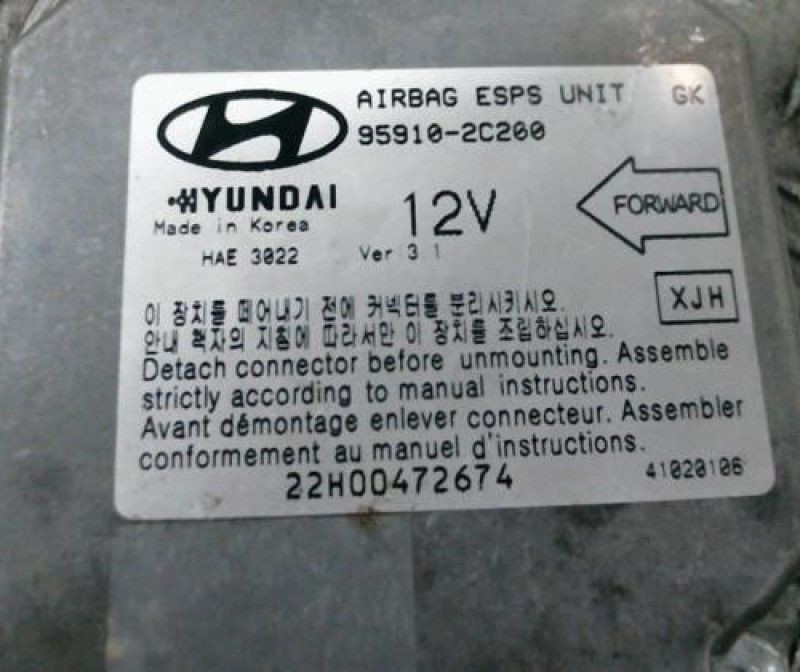 AIRBAG ESPS UNIT GK
95910-2C200
HYUNDAI
12V
FORWARD
Made in Korea
HAE 3022
Ver 3.1
XJH
이 장치를 떼어내기 전에 커넥터를 분리시키시오.
안내 책자의 지침에 따라서만 이 장치를 조립하십시오.
Detach connector before unmounting. Assemble
strictly according to manual instructions.
Avant démontage enlever connecteur. Assembler
conformement au manuel d'instructions.
22H00472674
41020106